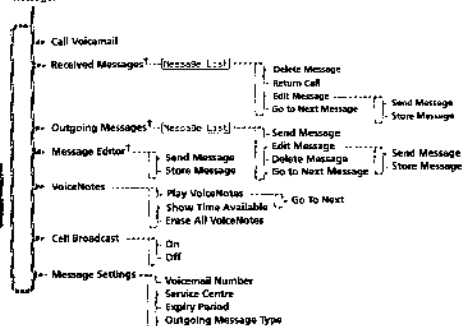 Call Voicemail
Received Messages† [Message List]
Delete Message
Return Call
Edit Message
Send Message
Store Message
Go to Next Message
Outgoing Messages† [Message List]
Send Message
Edit Message
Send Message
Store Message
Delete Message
Go to Next Message
Message Editor†
Send Message
Store Message
VoiceNotes
Play VoiceNotes
Go To Next
Show Time Available
Erase All VoiceNotes
Cell Broadcast
On
Off
Message Settings
Voicemail Number
Service Centre
Expiry Period
Outgoing Message Type